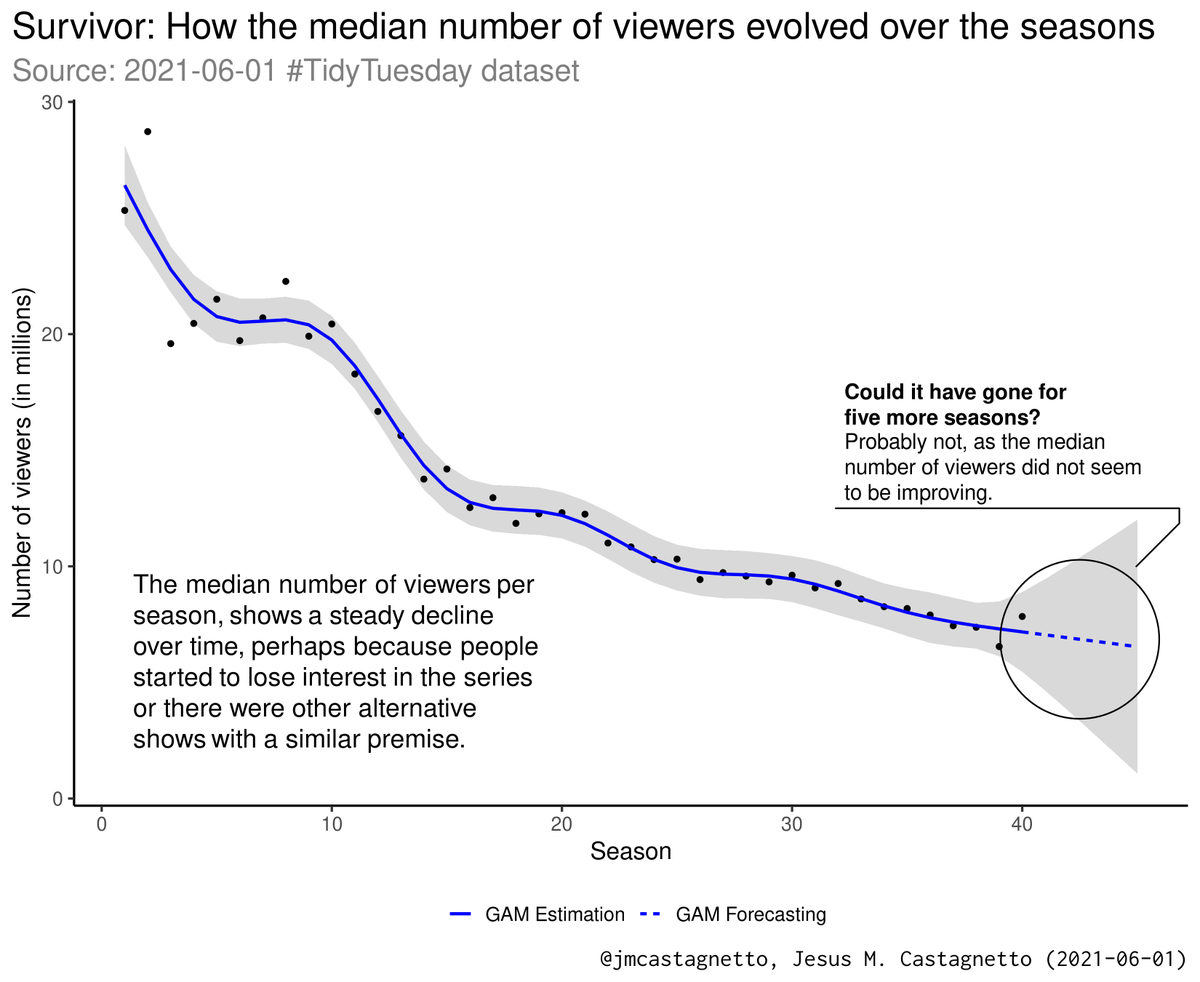 Survivor: How the median number of viewers evolved over the seasons
Source: 2021-06-01 #TidyTuesday dataset
Number of viewers (in millions)
30
20
10
0
Could it have gone for
five more seasons?
Probably not, as the median
number of viewers did not seem
to be improving.
The median number of viewers per
season, shows a steady decline
over time, perhaps because people
started to lose interest in the series
or there were other alternative
shows with a similar premise.
0 10 20 30 40
Season
GAM Estimation GAM Forecasting
@jmcastagnetto, Jesus M. Castagnetto (2021-06-01)